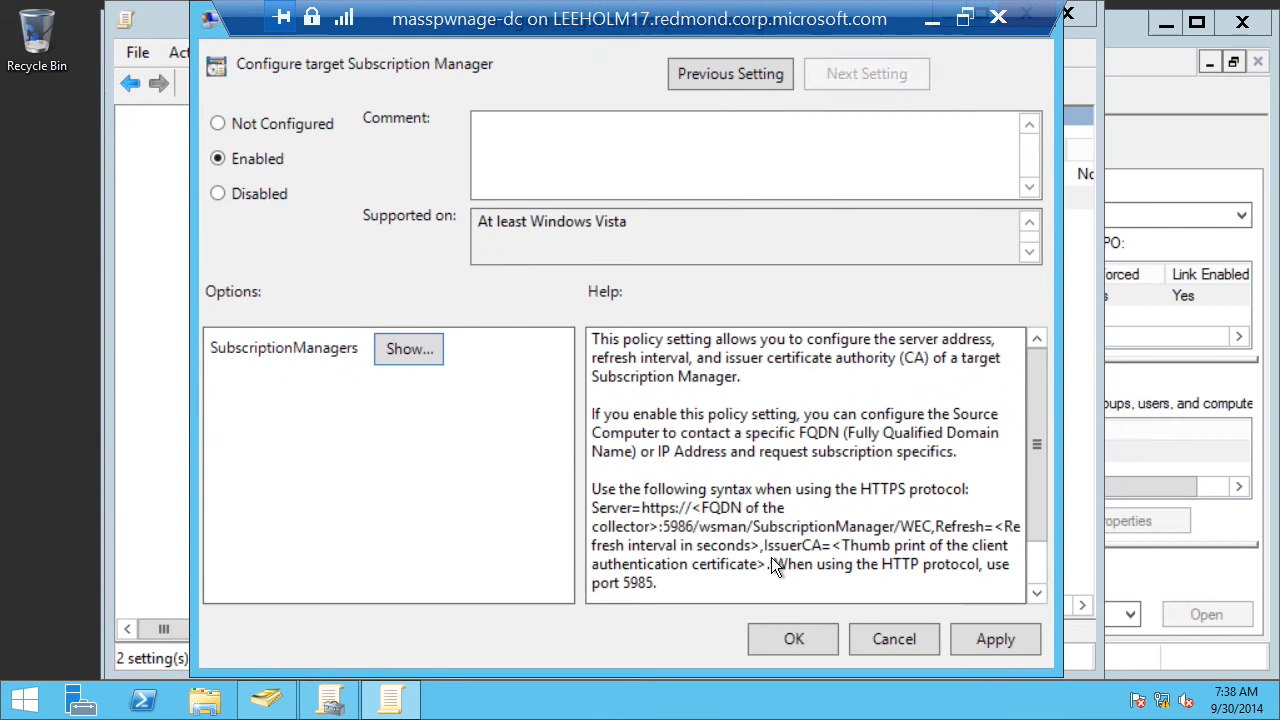 masspwnage-dc on LEEHOLM17.redmond.corp.microsoft.com
Recycle Bin
File
Configure target Subscription Manager
Previous Setting
Next Setting
Not Configured
Enabled
Disabled
Comment:
Supported on:
At least Windows Vista
Options:
Help:
SubscriptionManagers
Show...
This policy setting allows you to configure the server address,
refresh interval, and issuer certificate authority (CA) of a target
Subscription Manager.
If you enable this policy setting, you can configure the Source
Computer to contact a specific FQDN (Fully Qualified Domain
Name) or IP Address and request subscription specifics.
Use the following syntax when using the HTTPS protocol:
Server=https://<FQDN of the
collector>:5986/wsman/SubscriptionManager/WEC,Refresh=<Re
fresh interval in seconds>,IssuerCA=<Thumb print of the client
authentication certificate>. When using the HTTP protocol, use
port 5985.
OK
Cancel
Apply
PO:
orced
Link Enabled
Yes
oups, users, and compute
operties
Open
2 setting(s)
7:38 AM
9/30/2014